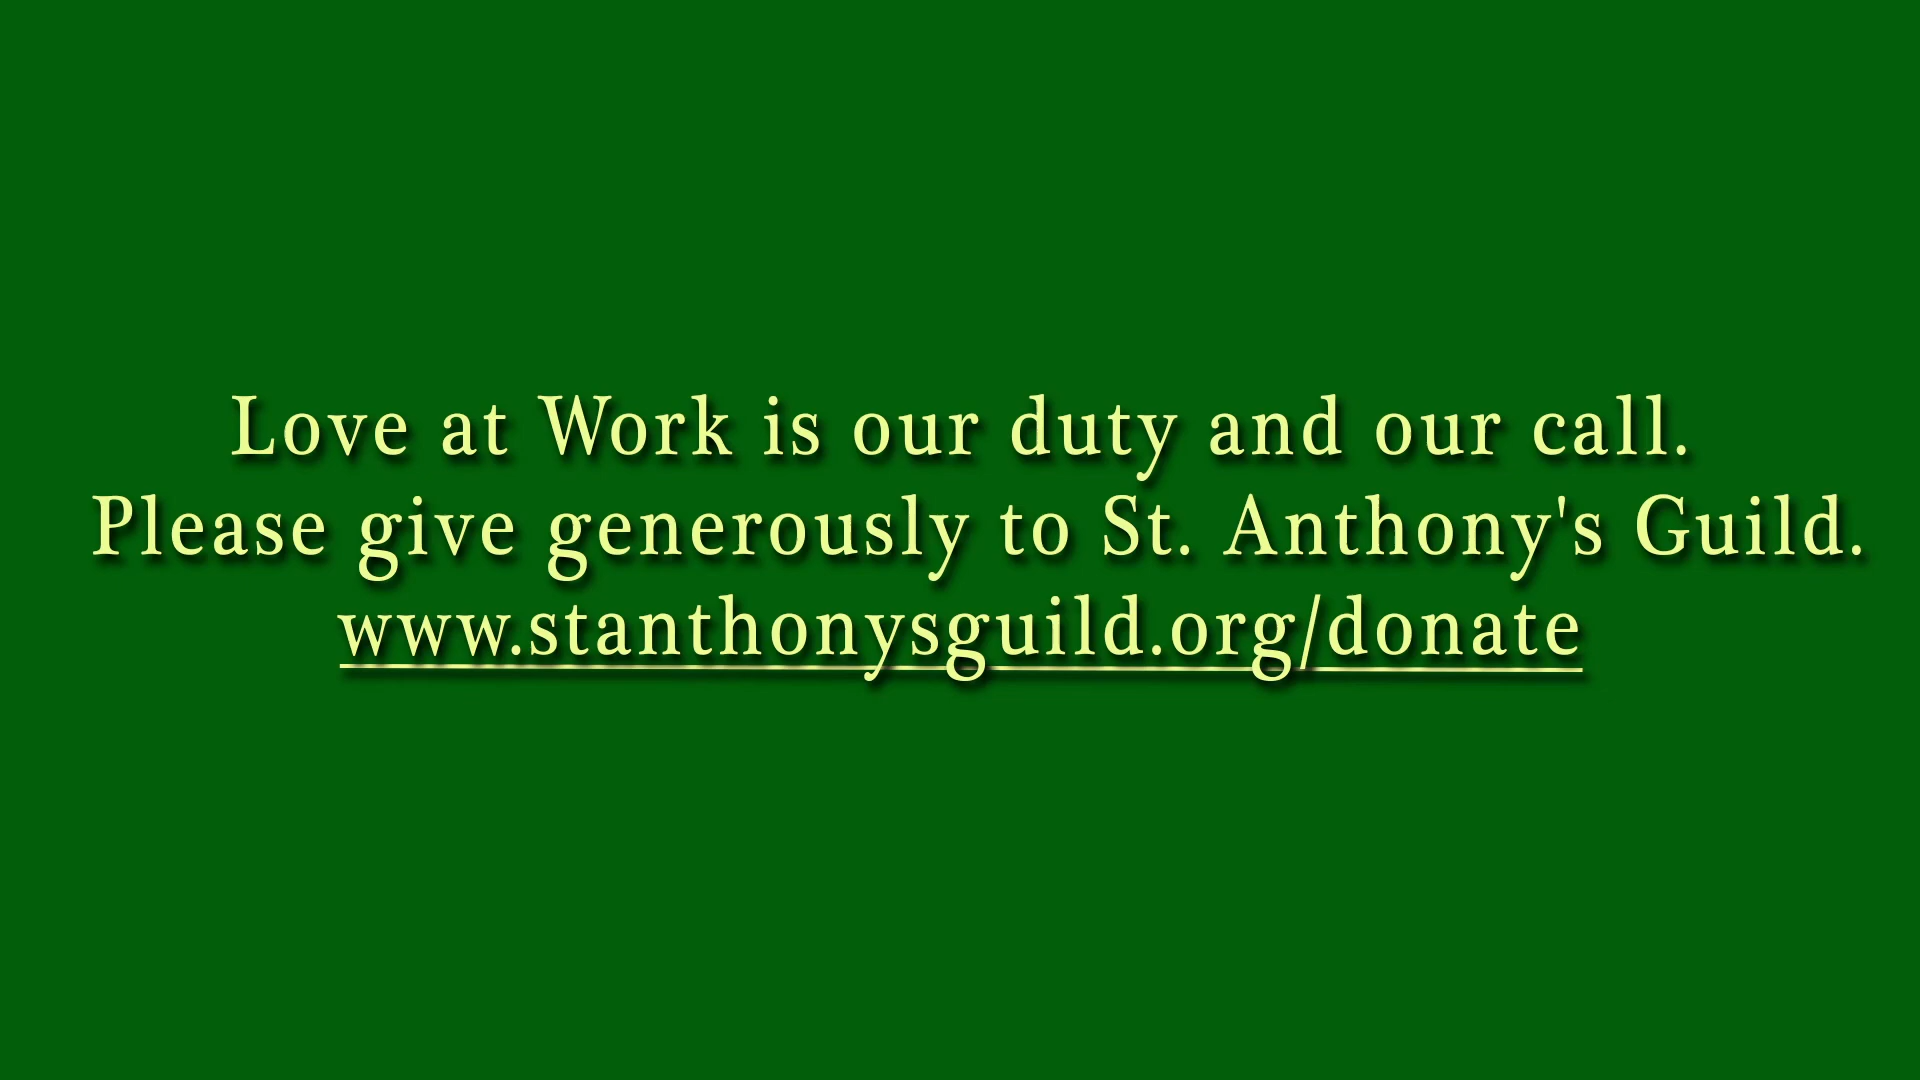 Love at Work is our duty and our call.
Please give generously to St. Anthony's Guild.
www.stanthonysguild.org/donate